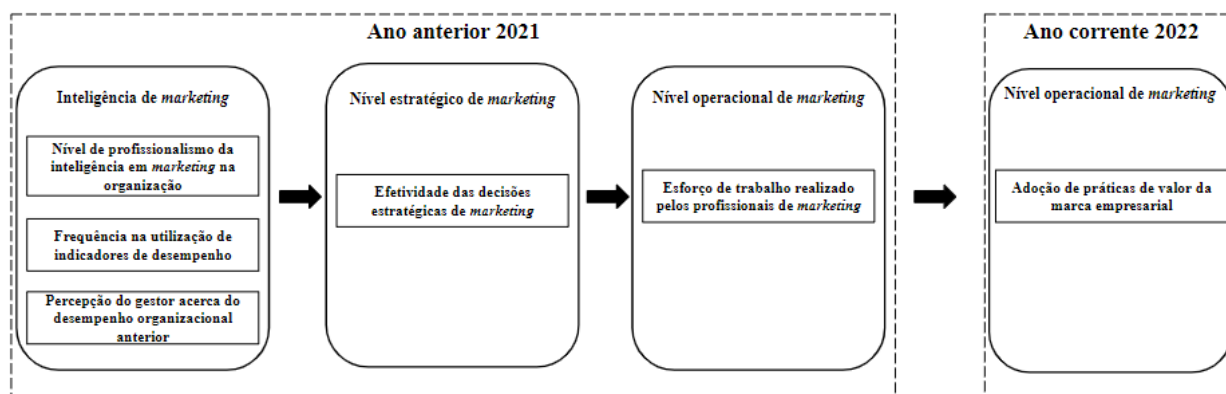 Ano anterior 2021
Inteligência de marketing
Nível de profissionalismo da
inteligência em marketing na
organização
Frequência na utilização de
indicadores de desempenho
Percepção do gestor acerca do
desempenho organizacional
anterior
Nível estratégico de marketing
Efetividade das decisões
estratégicas de marketing
Nível operacional de marketing
Esforço de trabalho realizado
pelos profissionais de marketing
Ano corrente 2022
Nível operacional de marketing
Adoção de práticas de valor da
marca empresarial